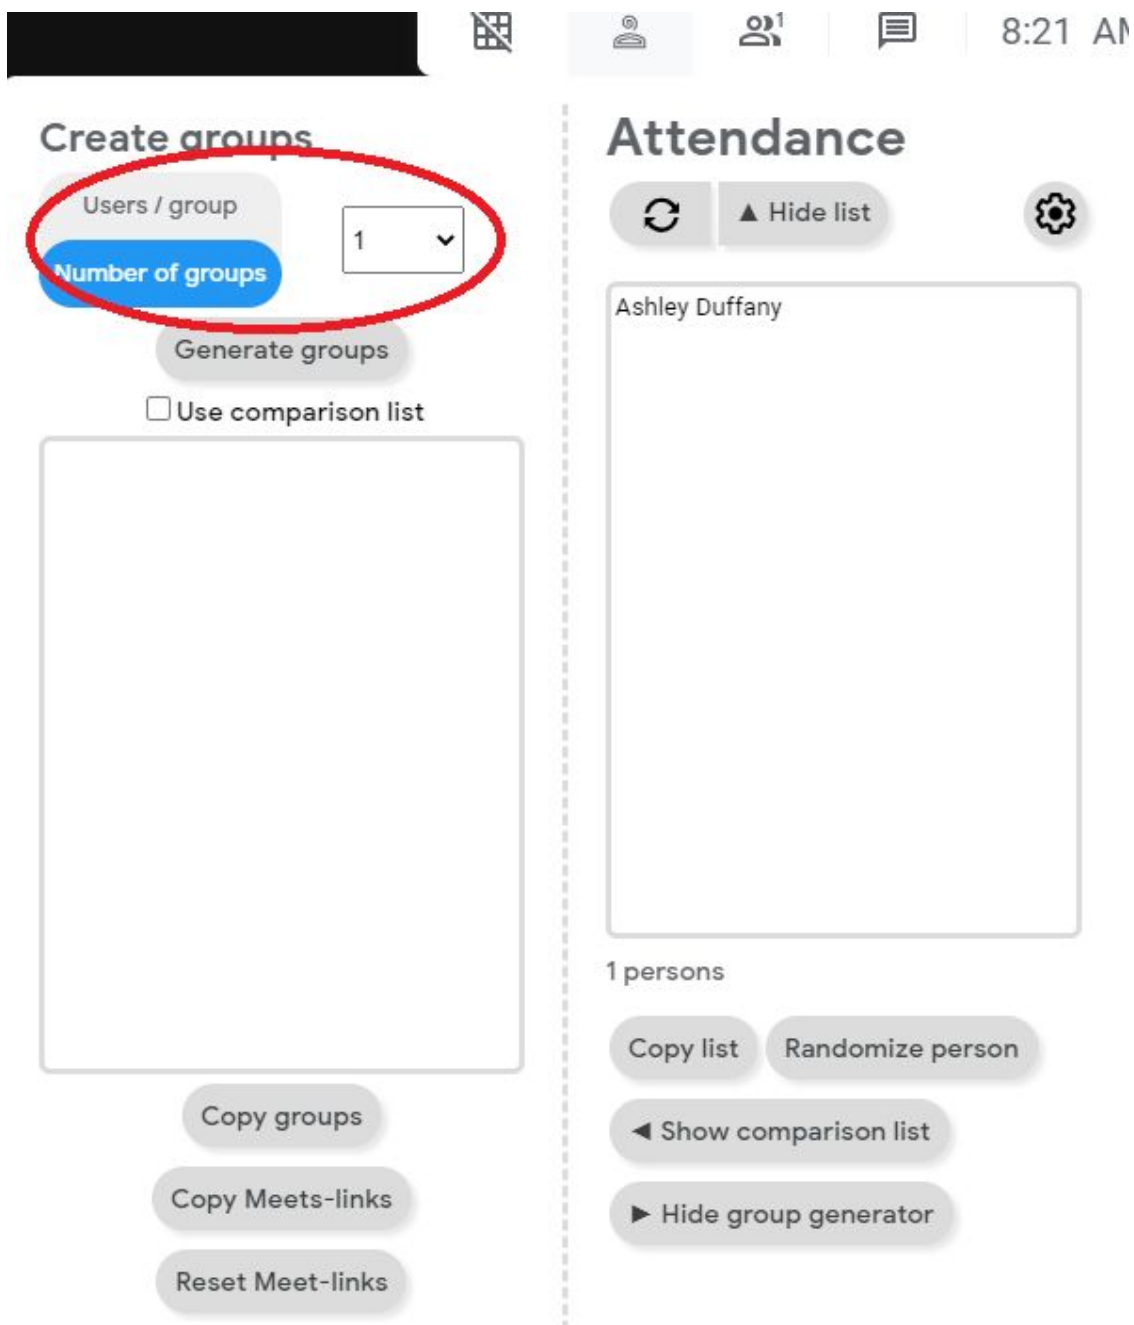 1
8:21 AM
Create groups
Users / group
Number of groups
1
Generate groups
Use comparison list
Copy groups
Copy Meets-links
Reset Meet-links
Attendance
▲ Hide list
Ashley Duffany
1 persons
Copy list
Randomize person
◄ Show comparison list
► Hide group generator